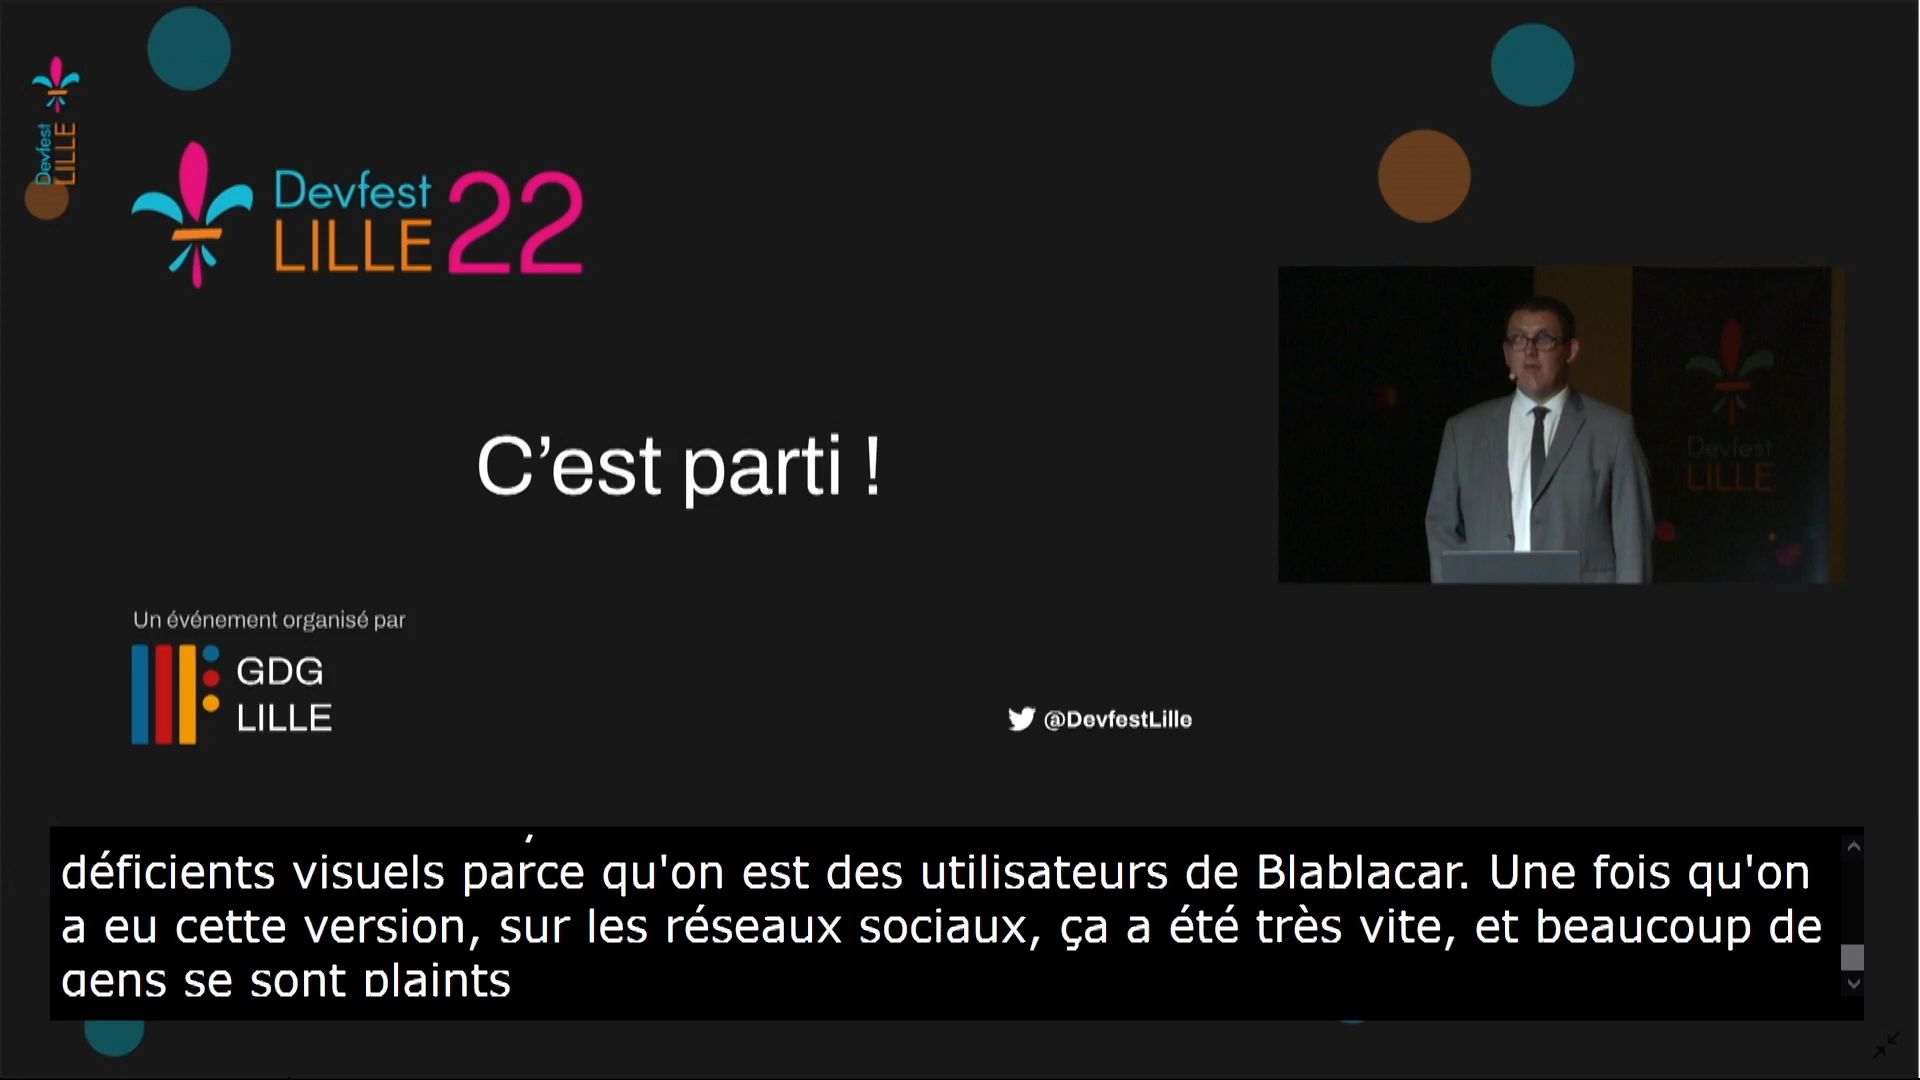 Devfest
LILLE
Devfest
LILLE 22
C'est parti !
Devfest
LILLE
Un événement organisé par
GDG
LILLE
@DevfestLille
déficients visuels parce qu'on est des utilisateurs de Blablacar. Une fois qu'on
a eu cette version, sur les réseaux sociaux, ça a été très vite, et beaucoup de
gens se sont plaints